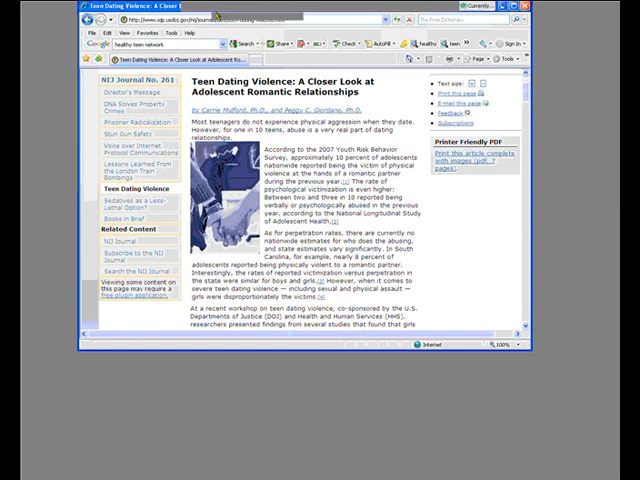 Teen Dating Violence: A Closer
Currently...
File Edit View Favorites Tools Help
Google healthy teen network Search Check AutoFill healthy teen Sign In
Teen Dating Violence: A Closer Look at Adolescent Ro... Page Tools
NIJ Journal No. 261
Director's Message
DNA Solves Property
Crimes
Prisoner Radicalization
Stun Gun Safety
Voice over Internet
Protocol Communications
Lessons Learned From
the London Train
Bombings
Teen Dating Violence
Sedatives as a Less-
Lethal Option?
Books in Brief
Related Content
NIJ Journal
Subscribe to the NIJ
Journal
Search the NIJ Journal
Viewing some content on
this page may require a
free plugin application.
Teen Dating Violence: A Closer Look at
Adolescent Romantic Relationships
by Carrie Mulford, Ph.D., and Peggy C. Giordano, Ph.D.
Most teenagers do not experience physical aggression when they date.
However, for one in 10 teens, abuse is a very real part of dating
relationships.
According to the 2007 Youth Risk Behavior
Survey, approximately 10 percent of adolescents
nationwide reported being the victim of physical
violence at the hands of a romantic partner
during the previous year.[1] The rate of
psychological victimization is even higher:
Between two and three in 10 reported being
verbally or psychologically abused in the previous
year, according to the National Longitudinal Study
of Adolescent Health.[2]
As for perpetration rates, there are currently no
nationwide estimates for who does the abusing,
and state estimates vary significantly. In South
Carolina, for example, nearly 8 percent of
adolescents reported being physically violent to a romantic partner.
Interestingly, the rates of reported victimization versus perpetration in
the state were similar for boys and girls.[3] However, when it comes to
severe teen dating violence — including sexual and physical assault —
girls were disproportionately the victims.[4]
At a recent workshop on teen dating violence, co-sponsored by the U.S.
Departments of Justice (DOJ) and Health and Human Services (HHS),
researchers presented findings from several studies that found that girls
Text size:
Print this page
E-mail this page
Feedback
Subscriptions
Printer Friendly PDF
Print this article complete
with images (pdf, 7
pages).
Internet 100%